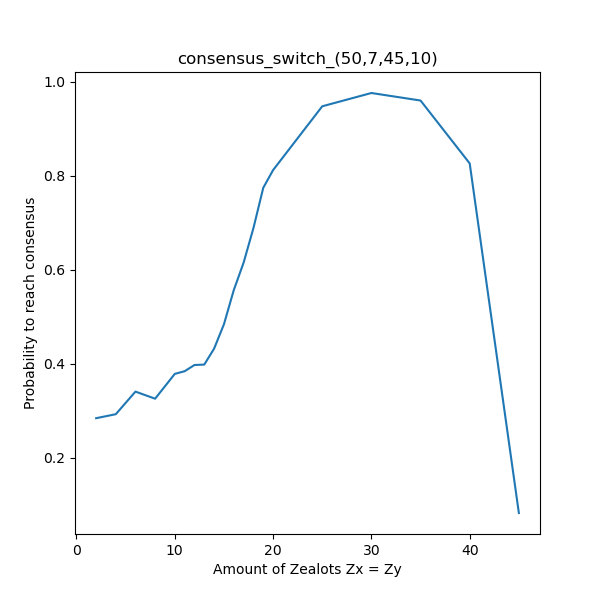 consensus_switch_(50,7,45,10)
1.0
0.8
0.6
0.4
0.2
Probability to reach consensus
0 10 20 30 40
Amount of Zealots Zx = Zy